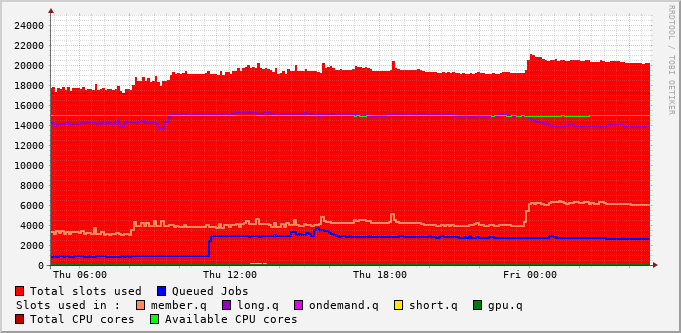 24000
22000
20000
18000
16000
14000
12000
10000
8000
6000
4000
2000
0
Thu 06:00 Thu 12:00 Thu 18:00 Fri 00:00
Total slots used Queued Jobs
Slots used in : member.q long.q ondemand.q short.q gpu.q
Total CPU cores Available CPU cores
RRDTOOL / TOBI OETIKER